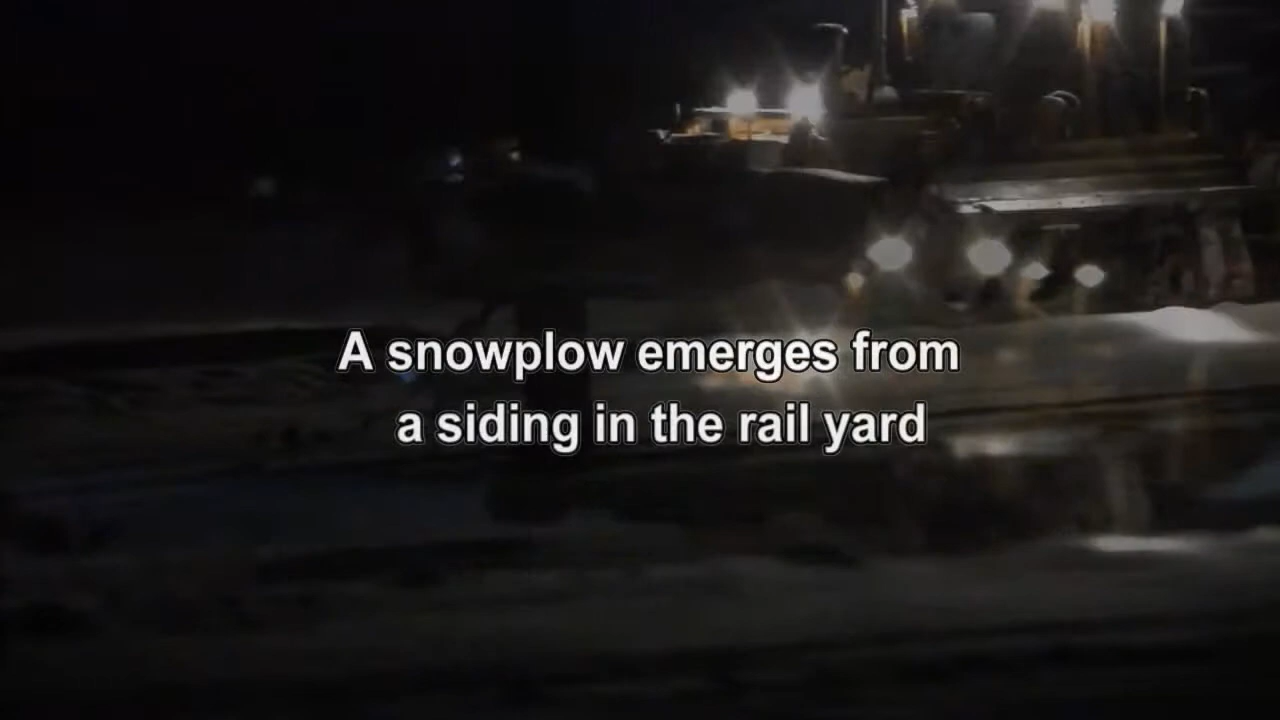 A snowplow emerges from
a siding in the rail yard